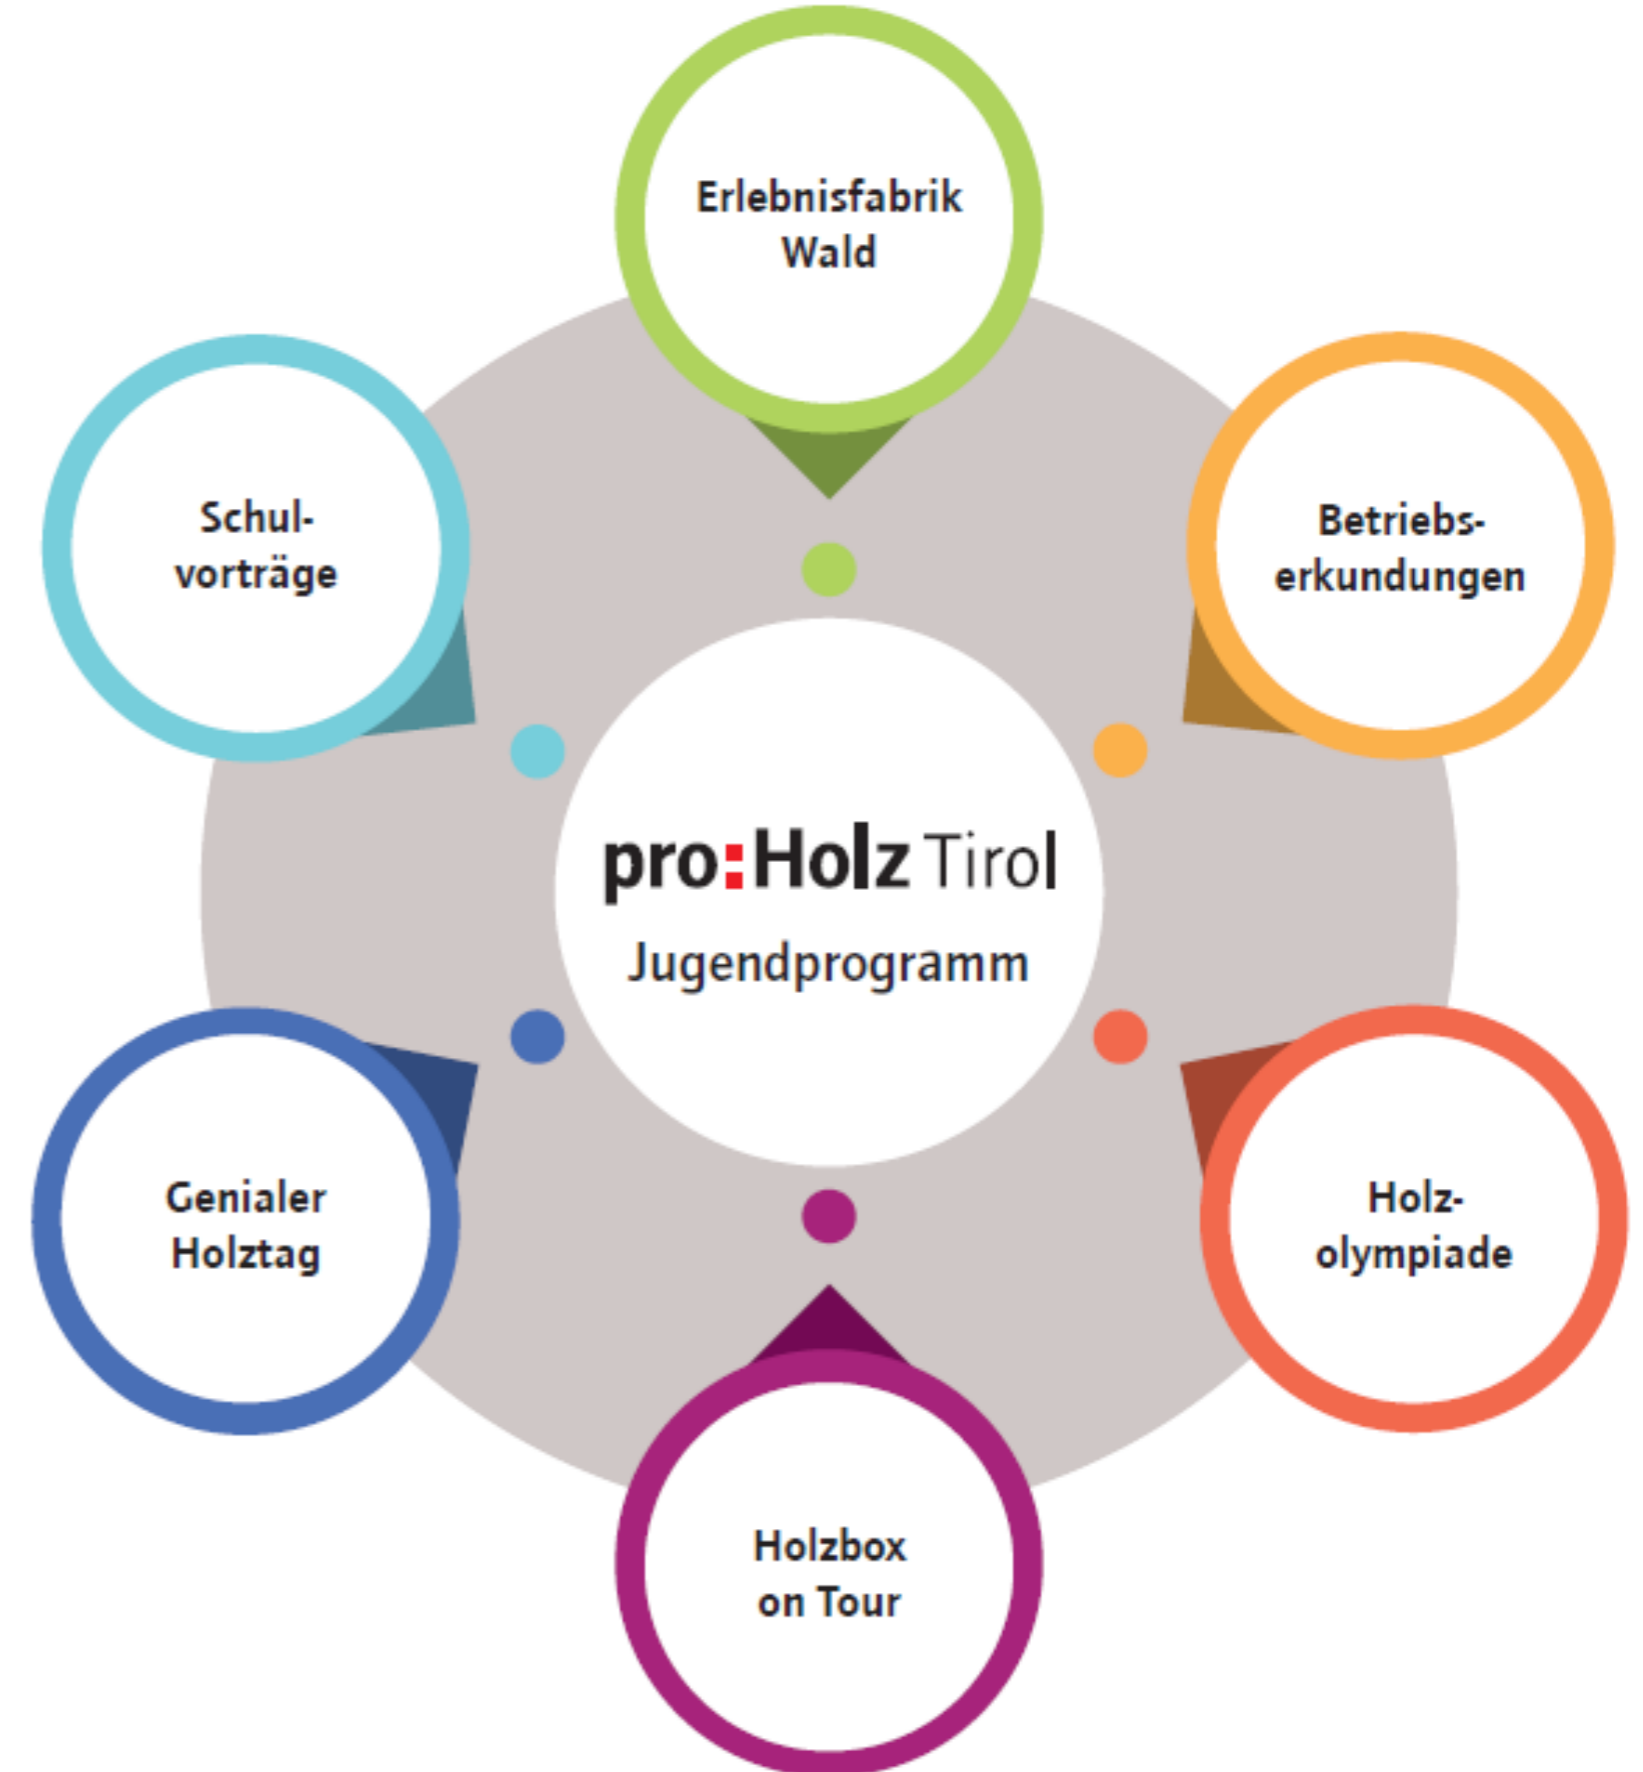 Erlebnisfabrik
Wald
Schul-
vorträge
Betriebs-
erkundungen
pro:Holz Tirol
Jugendprogramm
Genialer
Holztag
Holz-
olympiade
Holzbox
on Tour